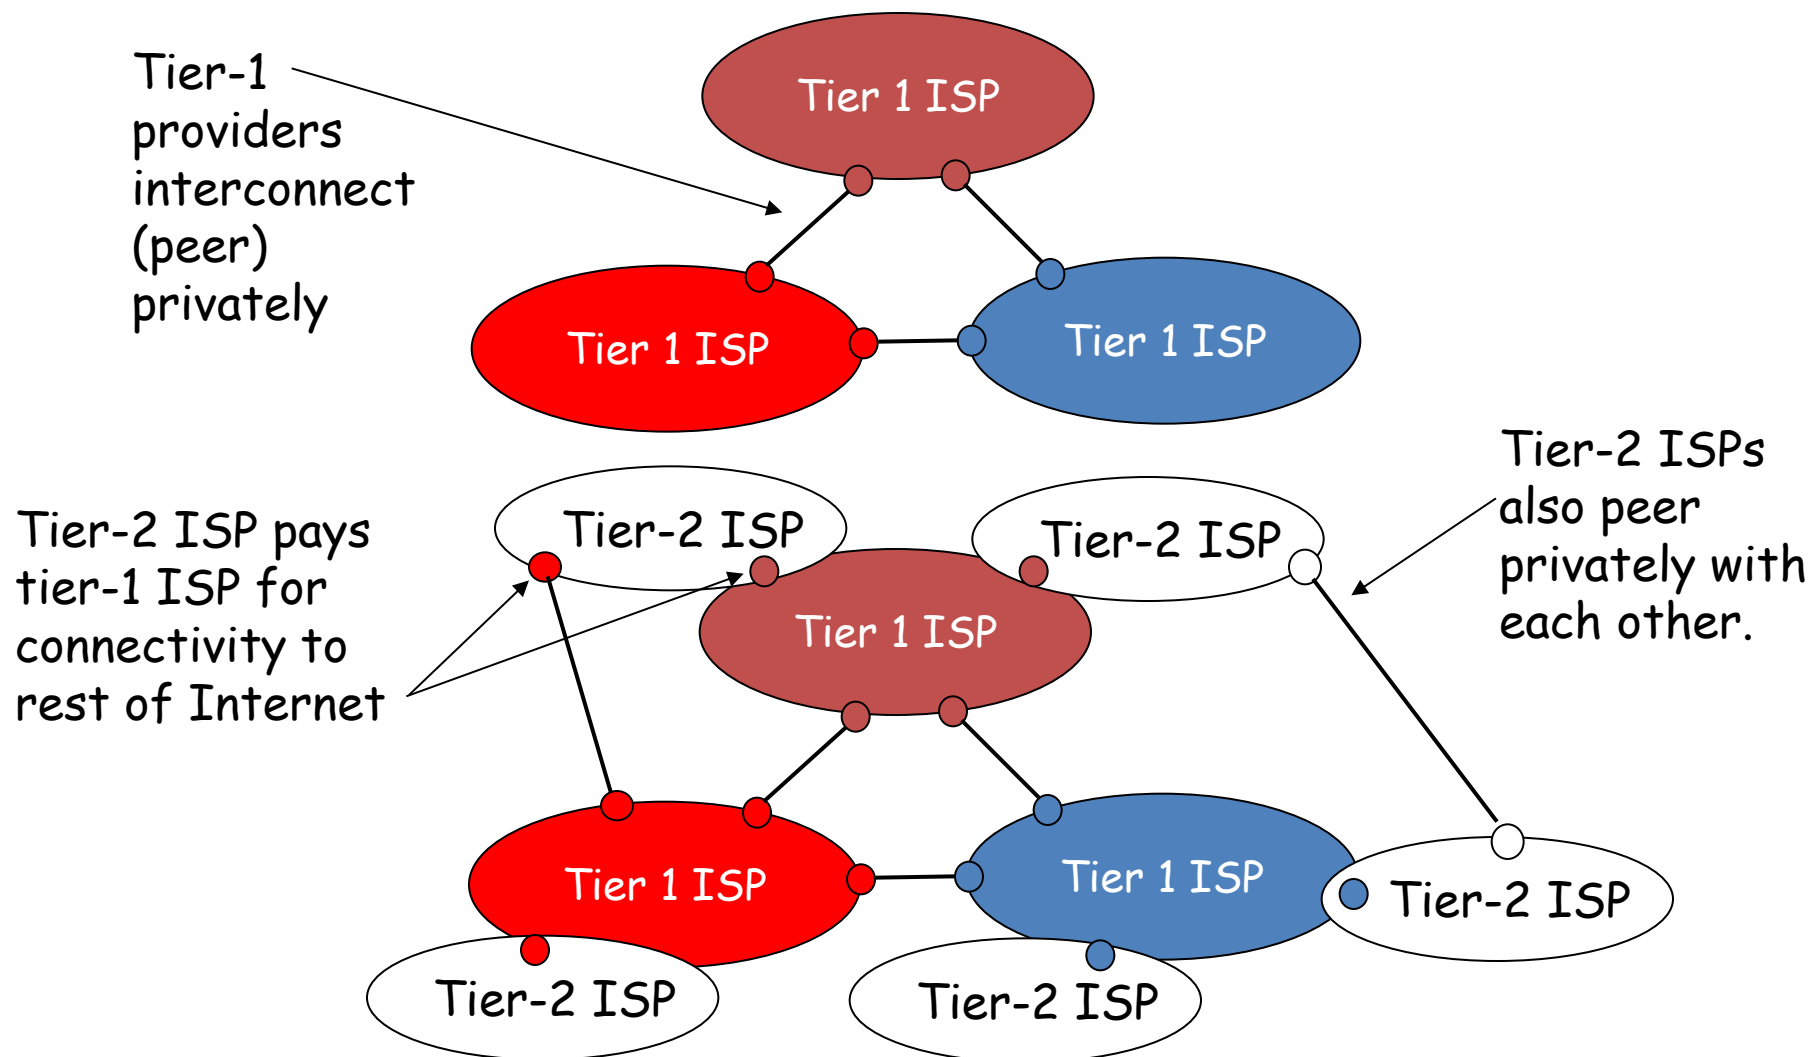 Tier-1
providers
interconnect
(peer)
privately
Tier 1 ISP
Tier 1 ISP
Tier 1 ISP
Tier-2 ISPs
also peer
privately with
each other.
Tier-2 ISP pays
tier-1 ISP for
connectivity to
rest of Internet
Tier-2 ISP
Tier-2 ISP
Tier 1 ISP
Tier 1 ISP
Tier 1 ISP
Tier-2 ISP
Tier-2 ISP
Tier-2 ISP